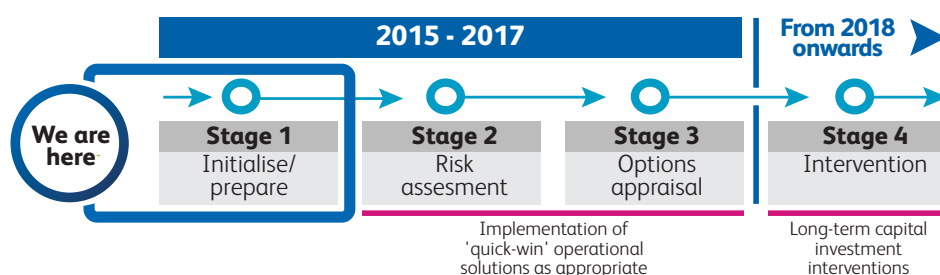 2015 - 2017
From 2018
onwards
We are
here
Stage 1
Initialise/
prepare
Stage 2
Risk
assesment
Stage 3
Options
appraisal
Stage 4
Intervention
Implementation of
'quick-win' operational
solutions as appropriate
Long-term capital
investment
interventions